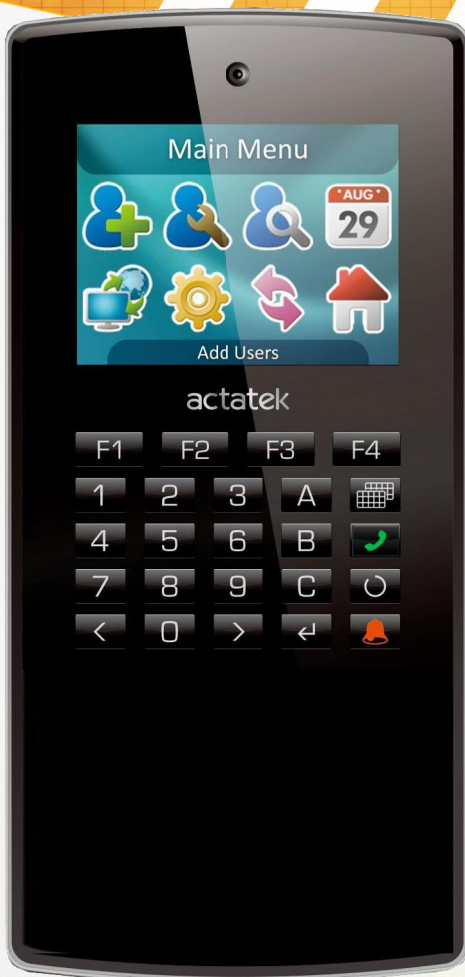 Main Menu
AUG
29
Add Users
actatek
F1 F2 F3 F4
1 2 3 A
4 5 6 B
7 8 9 C
< 0 >